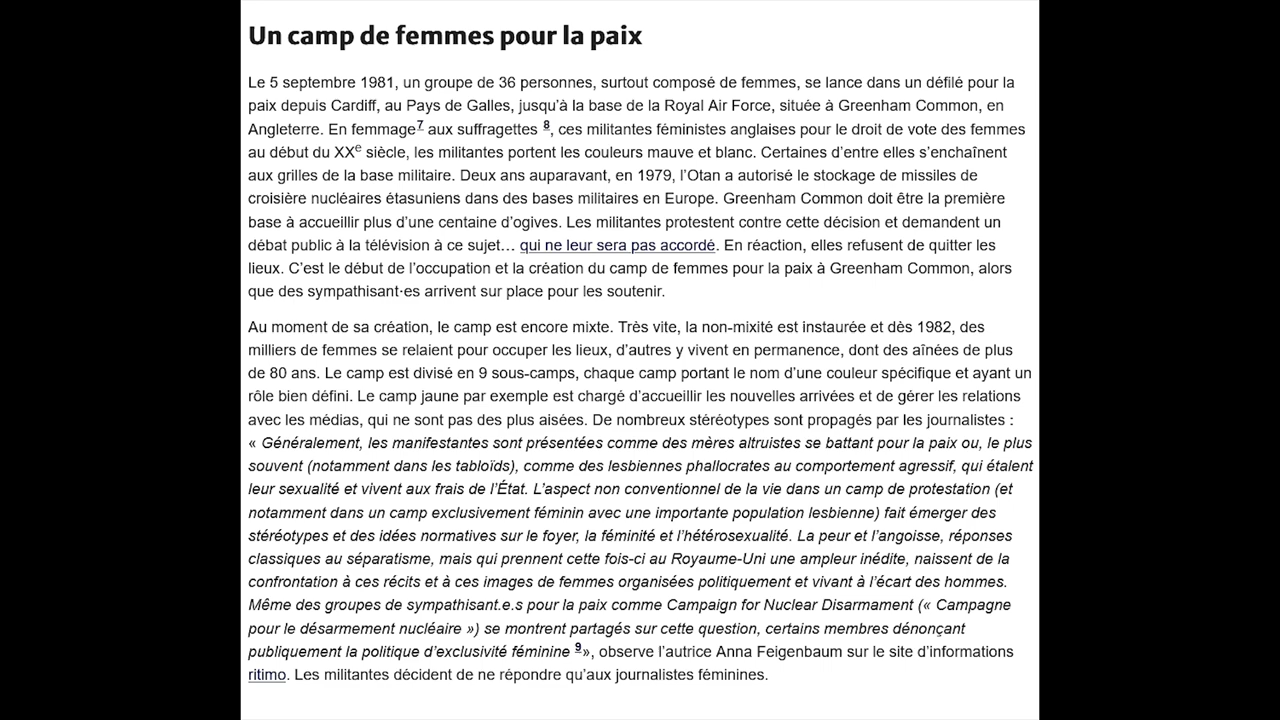 Un camp de femmes pour la paix
Le 5 septembre 1981, un groupe de 36 personnes, surtout composé de femmes, se lance dans un défilé pour la
paix depuis Cardiff, au Pays de Galles, jusqu’à la base de la Royal Air Force, située à Greenham Common, en
Angleterre. En femmage7 aux suffragettes 8, ces militantes féministes anglaises pour le droit de vote des femmes
au début du XXe siècle, les militantes portent les couleurs mauve et blanc. Certaines d’entre elles s’enchaînent
aux grilles de la base militaire. Deux ans auparavant, en 1979, l’Otan a autorisé le stockage de missiles de
croisière nucléaires étasuniens dans des bases militaires en Europe. Greenham Common doit être la première
base à accueillir plus d’une centaine d’ogives. Les militantes protestent contre cette décision et demandent un
débat public à la télévision à ce sujet… qui ne leur sera pas accordé. En réaction, elles refusent de quitter les
lieux. C’est le début de l’occupation et la création du camp de femmes pour la paix à Greenham Common, alors
que des sympathisant·es arrivent sur place pour les soutenir.
Au moment de sa création, le camp est encore mixte. Très vite, la non-mixité est instaurée et dès 1982, des
milliers de femmes se relaient pour occuper les lieux, d’autres y vivent en permanence, dont des aînées de plus
de 80 ans. Le camp est divisé en 9 sous-camps, chaque camp portant le nom d’une couleur spécifique et ayant un
rôle bien défini. Le camp jaune par exemple est chargé d’accueillir les nouvelles arrivées et de gérer les relations
avec les médias, qui ne sont pas des plus aisées. De nombreux stéréotypes sont propagés par les journalistes :
« Généralement, les manifestantes sont présentées comme des mères altruistes se battant pour la paix ou, le plus
souvent (notamment dans les tabloïds), comme des lesbiennes phallocrates au comportement agressif, qui étalent
leur sexualité et vivent aux frais de l’État. L’aspect non conventionnel de la vie dans un camp de protestation (et
notamment dans un camp exclusivement féminin avec une importante population lesbienne) fait émerger des
stéréotypes et des idées normatives sur le foyer, la féminité et l’hétérosexualité. La peur et l’angoisse, réponses
classiques au séparatisme, mais qui prennent cette fois-ci au Royaume-Uni une ampleur inédite, naissent de la
confrontation à ces récits et à ces images de femmes organisées politiquement et vivant à l’écart des hommes.
Même des groupes de sympathisant.e.s pour la paix comme Campaign for Nuclear Disarmament (« Campagne
pour le désarmement nucléaire ») se montrent partagés sur cette question, certains membres dénonçant
publiquement la politique d’exclusivité féminine 9», observe l’autrice Anna Feigenbaum sur le site d’informations
ritimo. Les militantes décident de ne répondre qu’aux journalistes féminines.